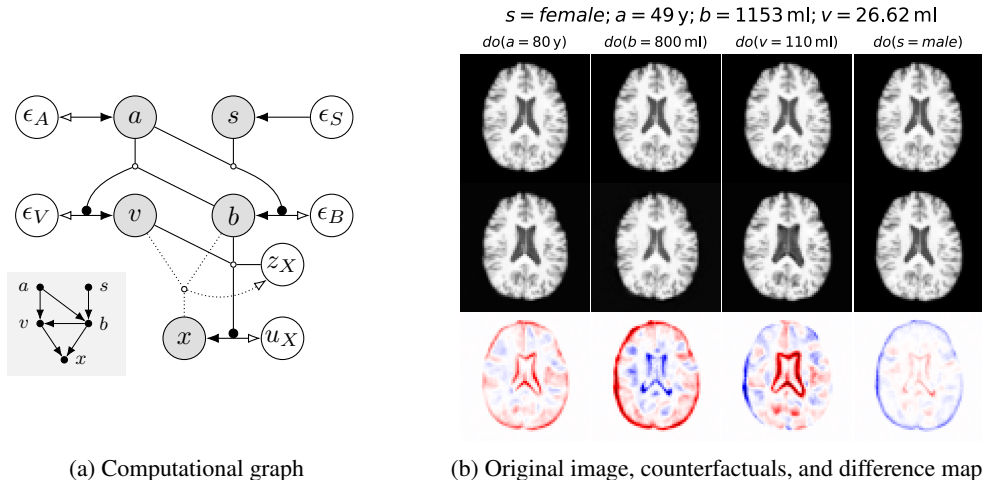 s = female; a = 49 y; b = 1153 ml; v = 26.62 ml
do(a = 80 y) do(b = 800 ml) do(v = 110 ml) do(s = male)
ϵ_A a s ϵ_S
ϵ_V v b ϵ_B
z_X
x u_X
a s
v b
x
(a) Computational graph
(b) Original image, counterfactuals, and difference map